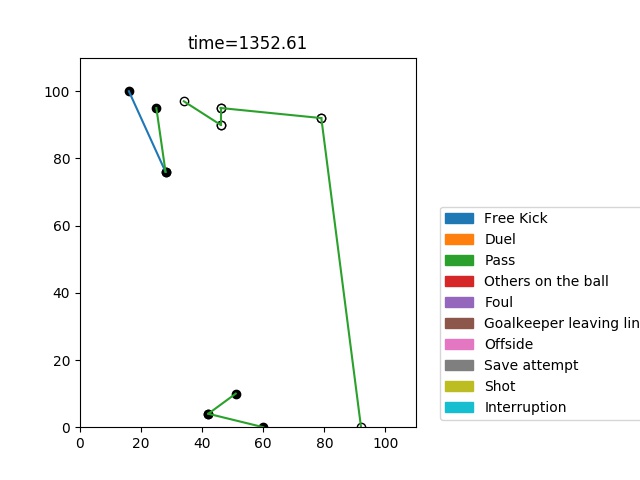 time=1352.61
100
80
60
40
20
0
0 20 40 60 80 100
Free Kick
Duel
Pass
Others on the ball
Foul
Goalkeeper leaving lin
Offside
Save attempt
Shot
Interruption